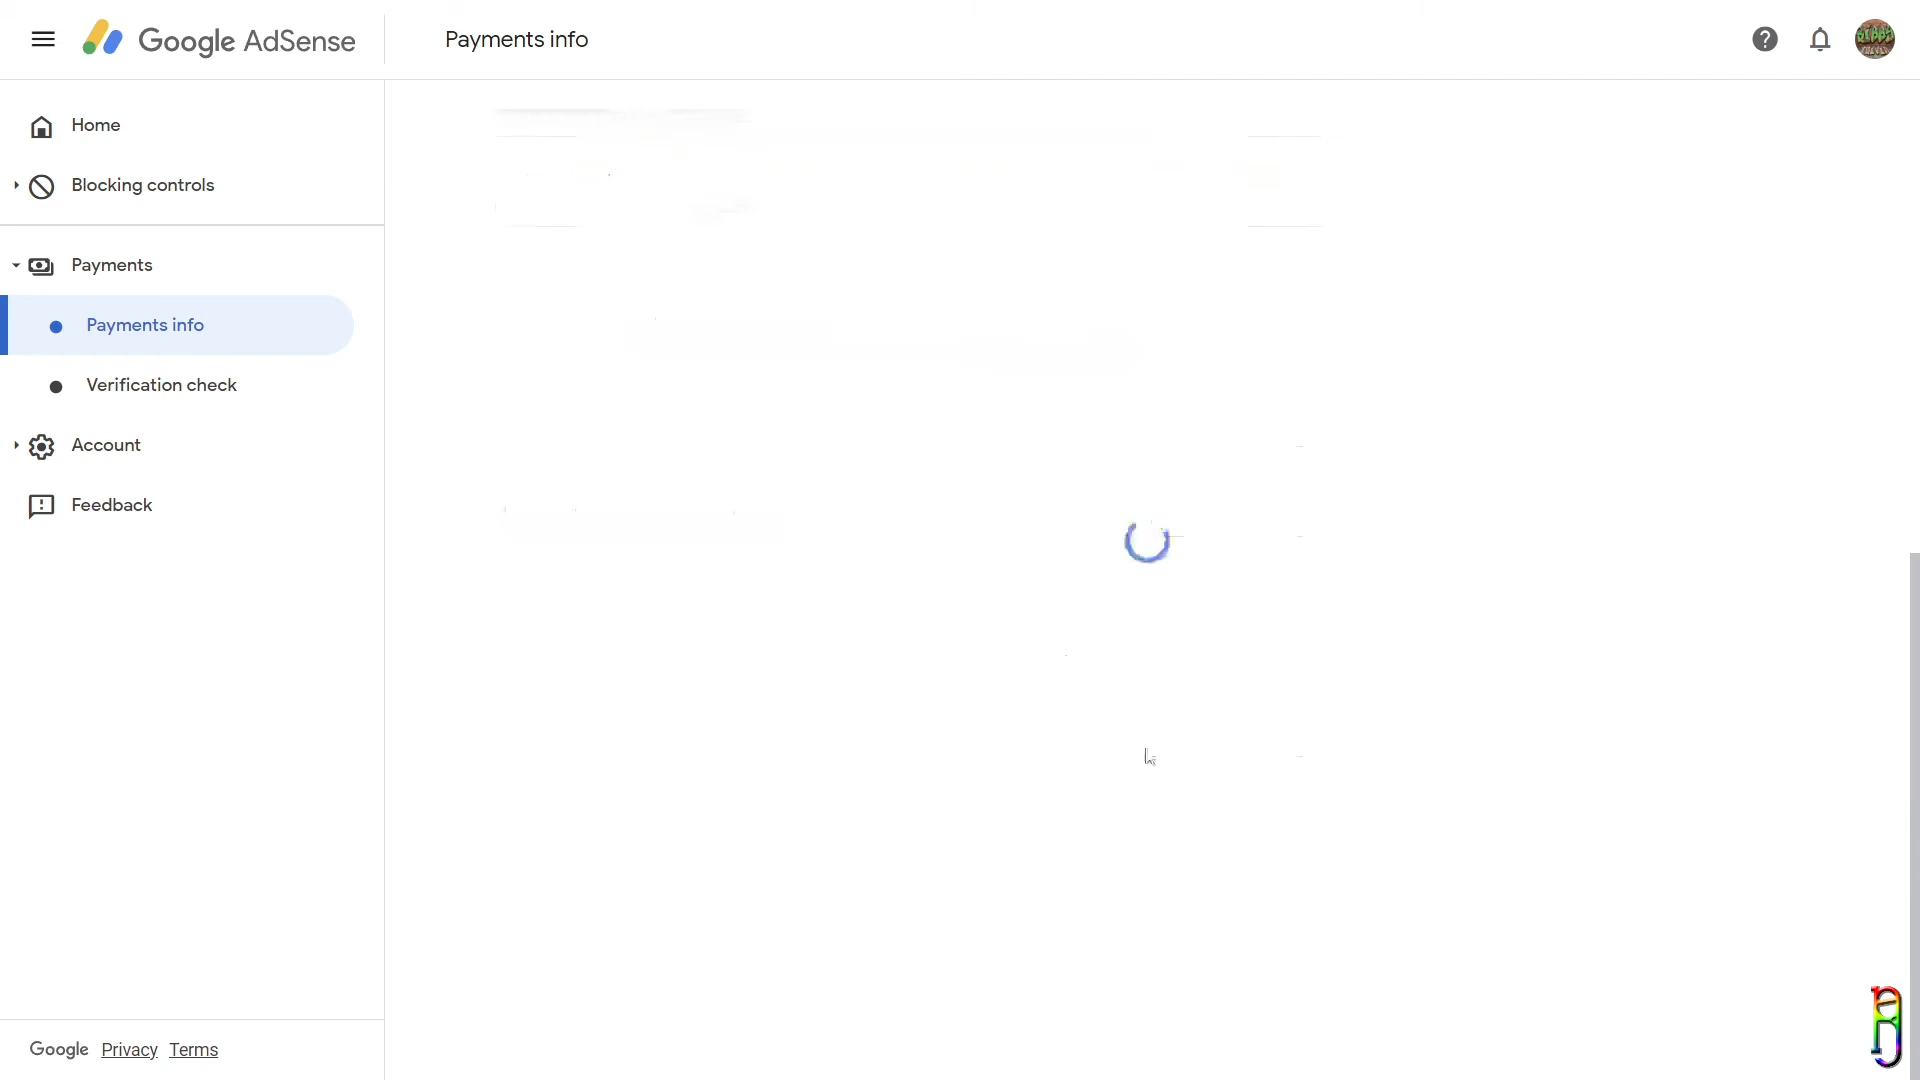 Google AdSense
Payments info
Home
Blocking controls
Payments
Payments info
Verification check
Account
Feedback
Google Privacy Terms